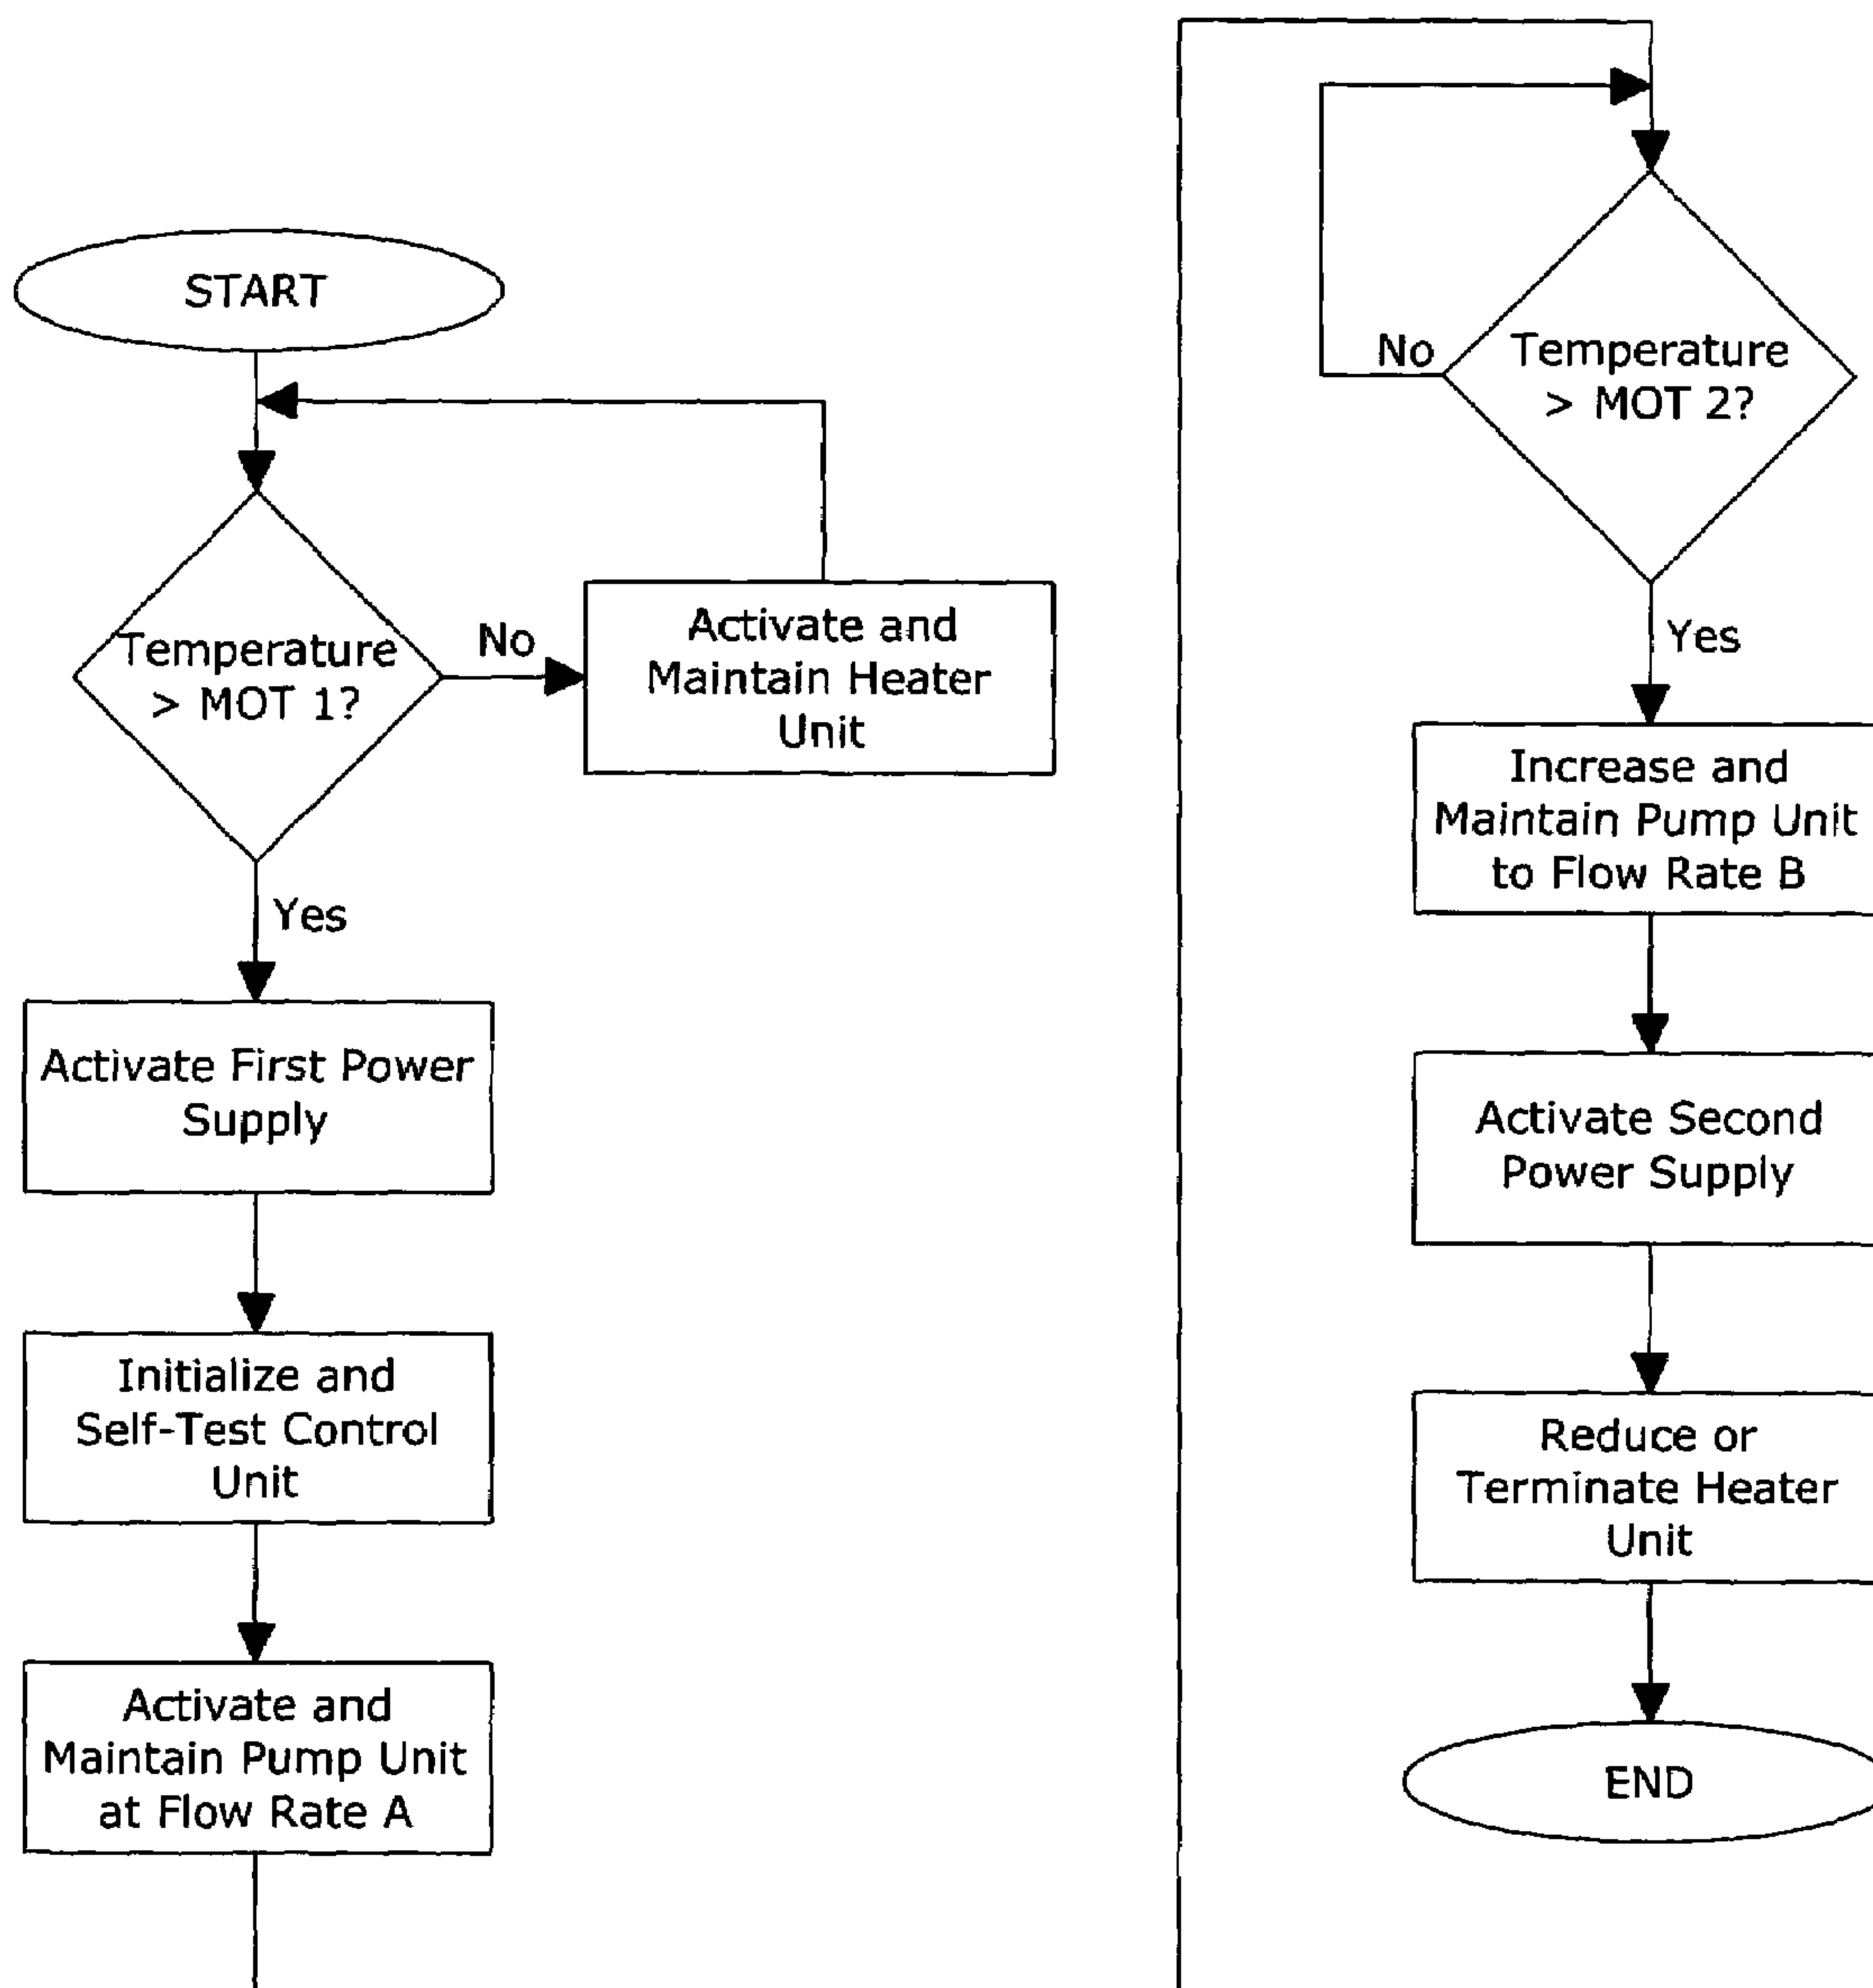 START
Temperature
> MOT 1?
No
Activate and
Maintain Heater
Unit
Yes
Activate First Power
Supply
Initialize and
Self-Test Control
Unit
Activate and
Maintain Pump Unit
at Flow Rate A
No
Temperature
> MOT 2?
Yes
Increase and
Maintain Pump Unit
to Flow Rate B
Activate Second
Power Supply
Reduce or
Terminate Heater
Unit
END